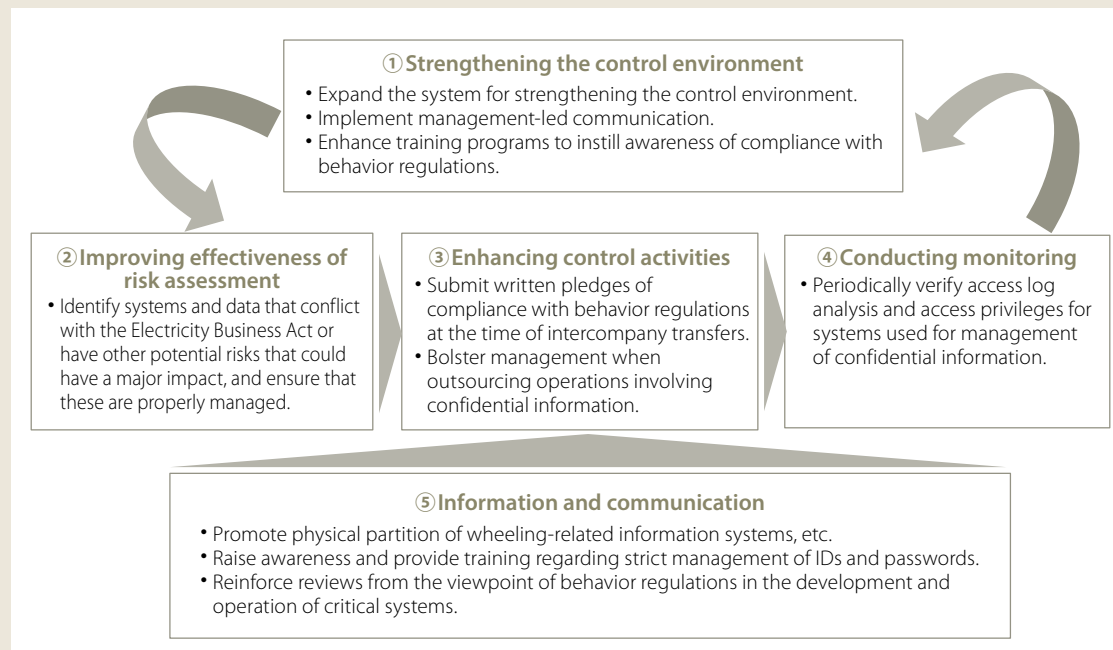 ①Strengthening the control environment
• Expand the system for strengthening the control environment.
• Implement management-led communication.
• Enhance training programs to instill awareness of compliance with
behavior regulations.
②Improving effectiveness of
risk assessment
• Identify systems and data that conflict
with the Electricity Business Act or
have other potential risks that could
have a major impact, and ensure that
these are properly managed.
③Enhancing control activities
• Submit written pledges of
compliance with behavior regulations
at the time of intercompany transfers.
• Bolster management when
outsourcing operations involving
confidential information.
④Conducting monitoring
• Periodically verify access log
analysis and access privileges for
systems used for management
of confidential information.
⑤Information and communication
• Promote physical partition of wheeling-related information systems, etc.
• Raise awareness and provide training regarding strict management of IDs and passwords.
• Reinforce reviews from the viewpoint of behavior regulations in the development and
operation of critical systems.